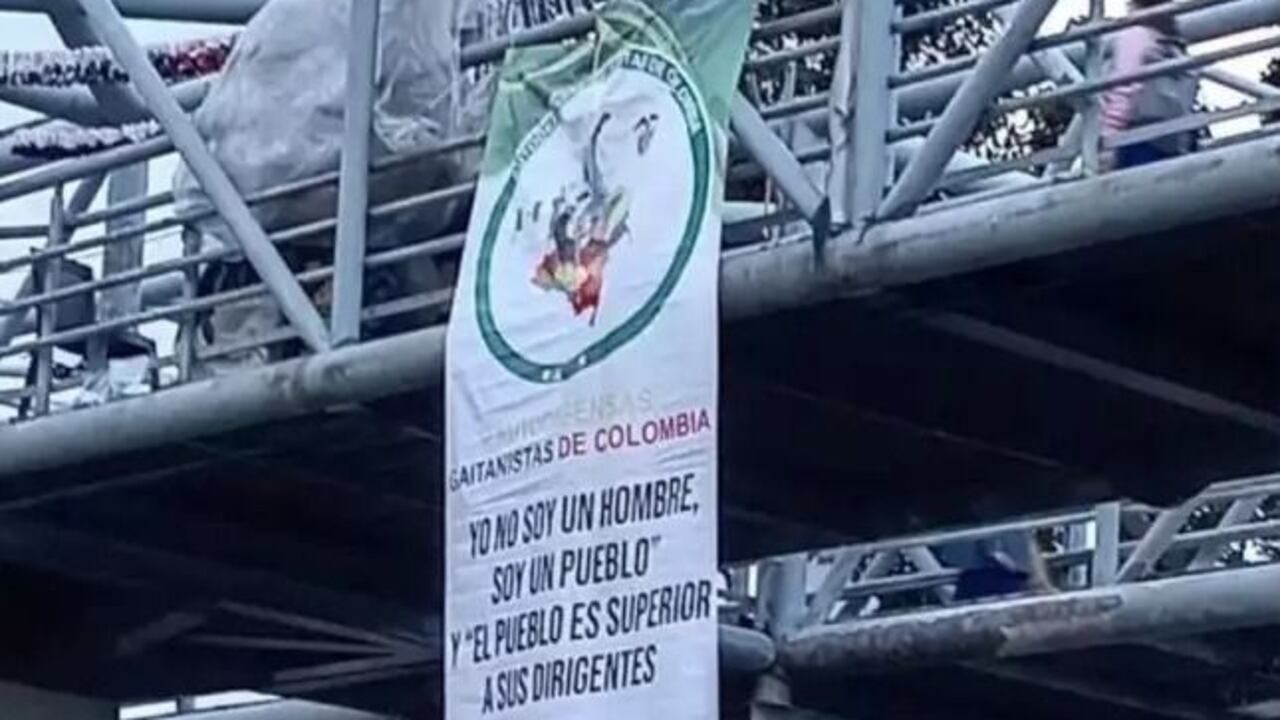 GAITANISTAS DE COLOMBIA
YO NO SOY UN HOMBRE,
SOY UN PUEBLO"
Y "EL PUEBLO ES SUPERIOR
A SUS DIRIGENTES